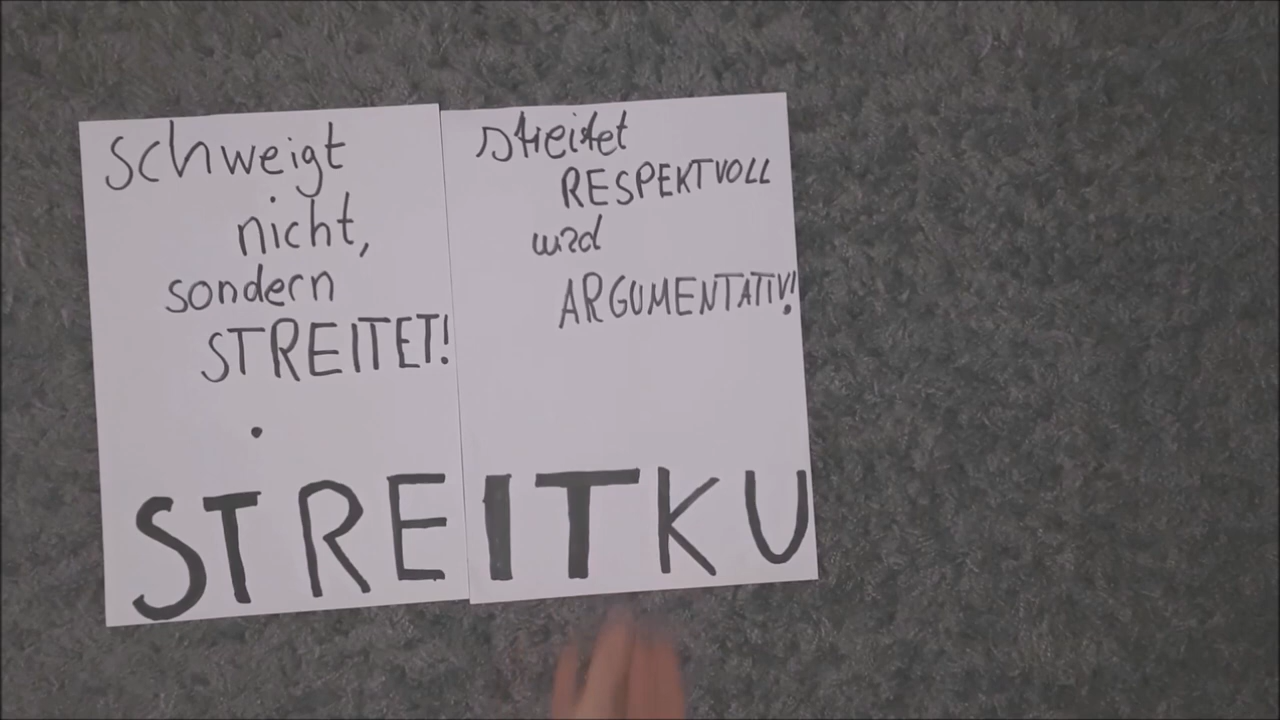 schweigt
nicht,
sondern
STREITET!
streitet
RESPEKTVOLL
und
ARGUMENTATIV!
STREITKU